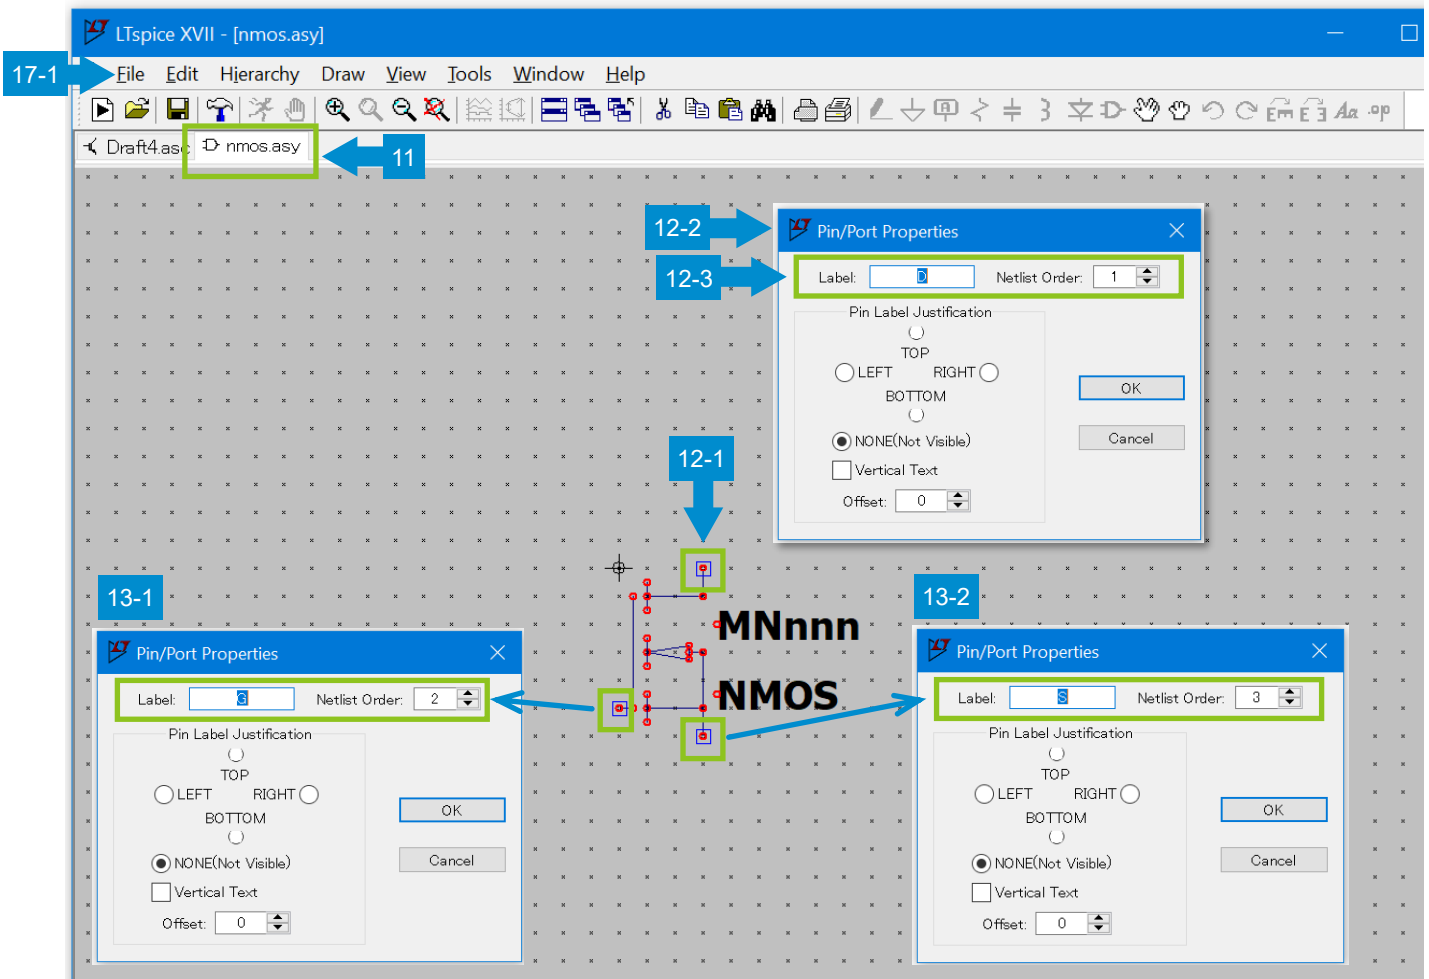 LTspice XVII - [nmos.asy]
17-1
File Edit Hierarchy Draw View Tools Window Help
Aa .op
Draft4.asc nmos.asy
11
12-2
Pin/Port Properties
12-3
Label: D Netlist Order: 1
Pin Label Justification
TOP
LEFT RIGHT
BOTTOM
NONE(Not Visible)
Vertical Text
Offset: 0
OK
Cancel
12-1
MNnnn
NMOS
13-1
Pin/Port Properties
Label: G Netlist Order: 2
Pin Label Justification
TOP
LEFT RIGHT
BOTTOM
NONE(Not Visible)
Vertical Text
Offset: 0
OK
Cancel
13-2
Pin/Port Properties
Label: S Netlist Order: 3
Pin Label Justification
TOP
LEFT RIGHT
BOTTOM
NONE(Not Visible)
Vertical Text
Offset: 0
OK
Cancel